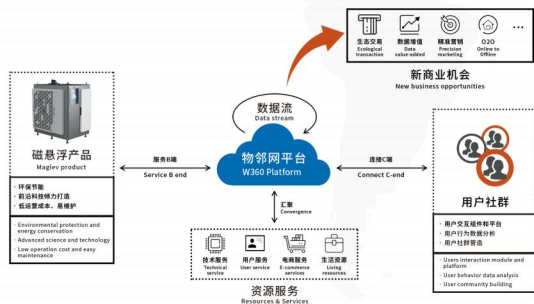 生态交易
Ecological
transaction
数据增值
Data
value-added
精准营销
Precision
marketing
O2O
Online to
Offline
...
新商业机会
New business opportunities
数据流
Data stream
物邻网平台
W360 Platform
磁悬浮产品
Maglev product
· 环保节能
· 前沿科技倾力打造
· 低运营成本、易维护
· Environmental protection and
energy conservation
· Advanced science and technology
· Low operation cost and easy
maintenance
服务B端
Service B end
连接C端
Connect C-end
汇聚
Convergence
技术服务
Technical
service
用户服务
User service
电商服务
E-commerce
services
生活资源
Living
resources
资源服务
Resources & Services
用户社群
· 用户交互组件和平台
· 用户行为数据分析
· 用户社群营造
· Users interaction module and
platform
· User behavior data analysis
· User community building